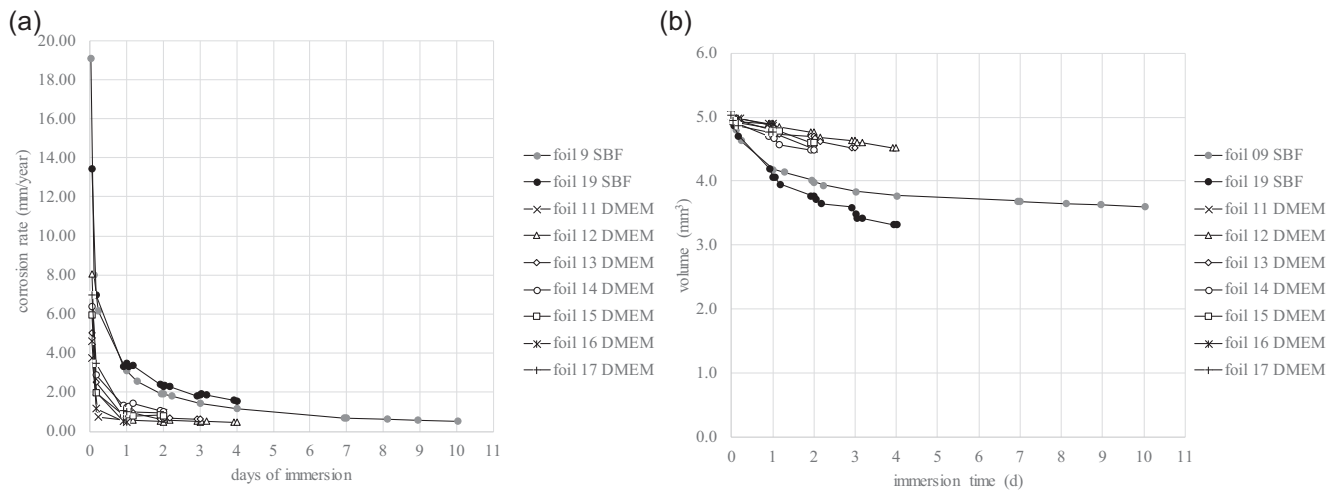 (a)
20.00
18.00
16.00
14.00
12.00
10.00
8.00
6.00
4.00
2.00
0.00
corrosion rate (mm/year)
0 1 2 3 4 5 6 7 8 9 10 11
days of immersion
foil 9 SBF
foil 19 SBF
foil 11 DMEM
foil 12 DMEM
foil 13 DMEM
foil 14 DMEM
foil 15 DMEM
foil 16 DMEM
foil 17 DMEM
(b)
6.0
5.0
4.0
3.0
2.0
1.0
0.0
volume (mm³)
0 1 2 3 4 5 6 7 8 9 10 11
immersion time (d)
foil 09 SBF
foil 19 SBF
foil 11 DMEM
foil 12 DMEM
foil 13 DMEM
foil 14 DMEM
foil 15 DMEM
foil 16 DMEM
foil 17 DMEM